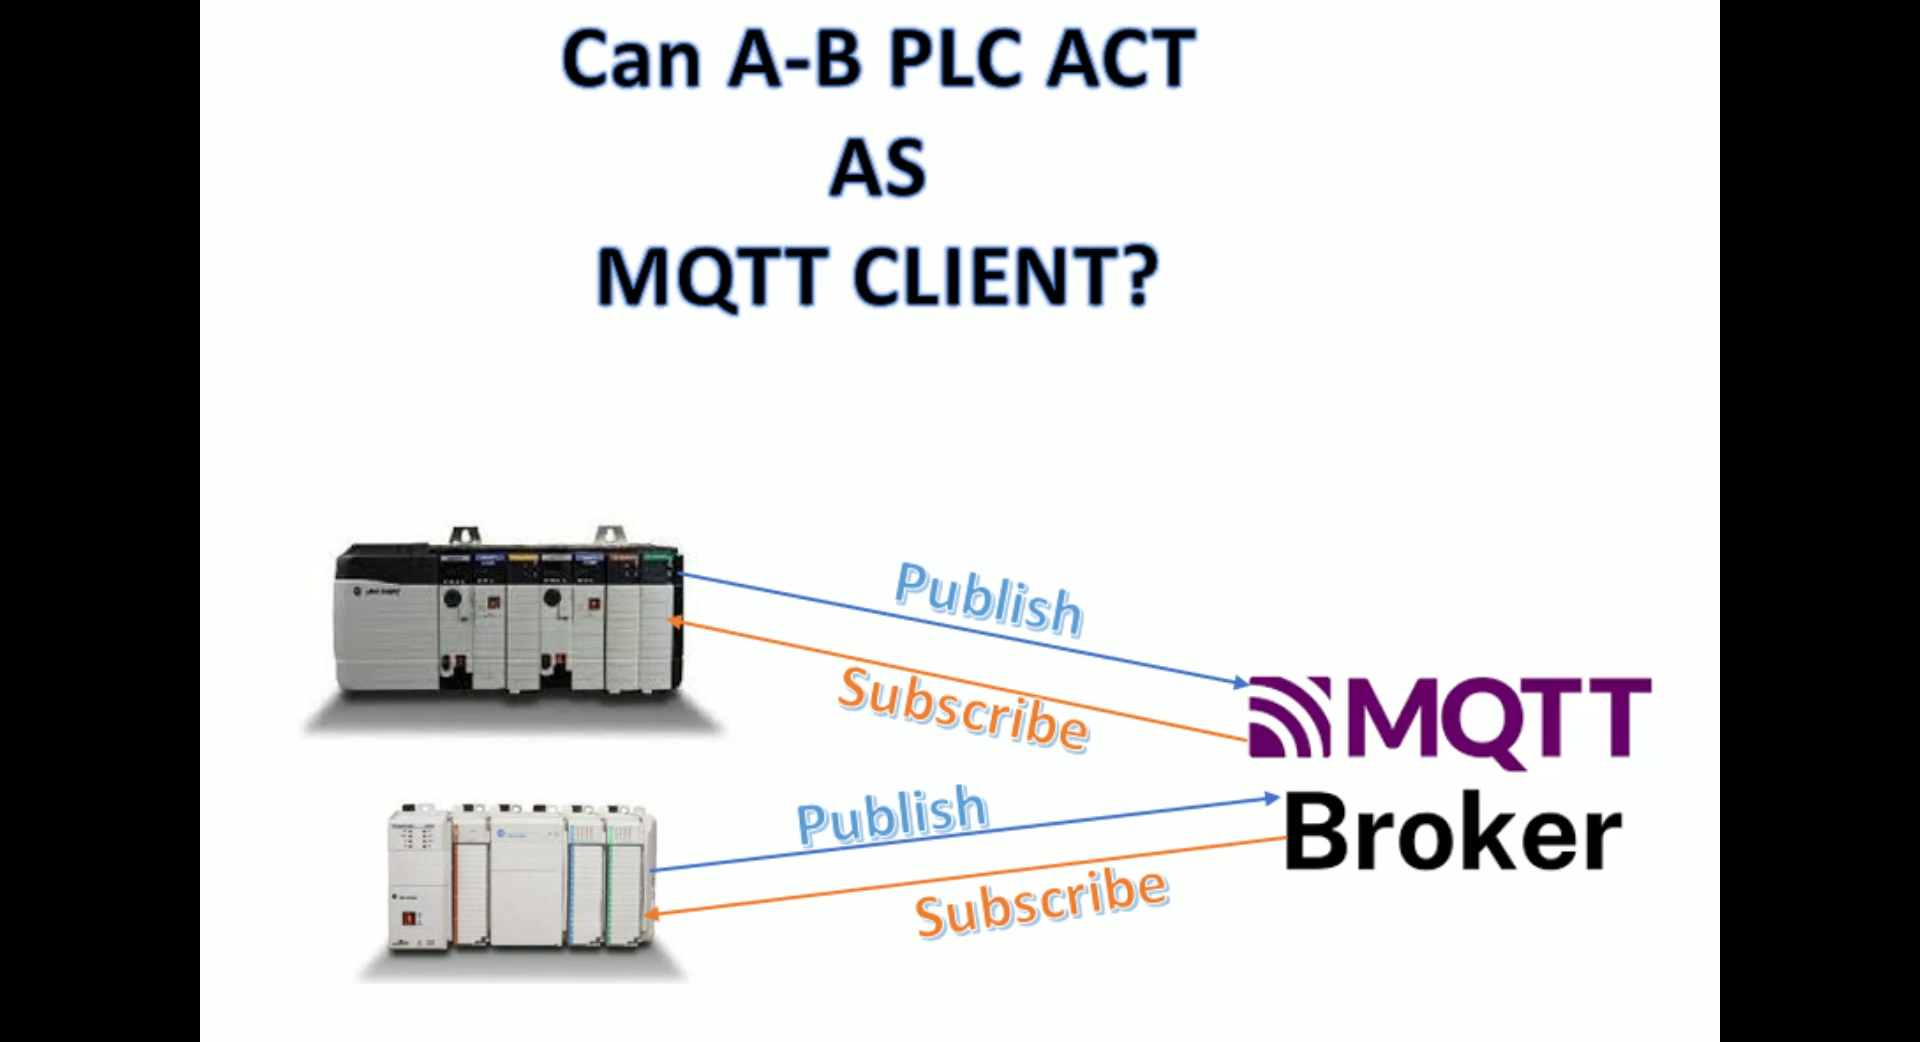 Can A-B PLC ACT
AS
MQTT CLIENT?
Publish
Subscribe
MQTT
Publish
Broker
Subscribe